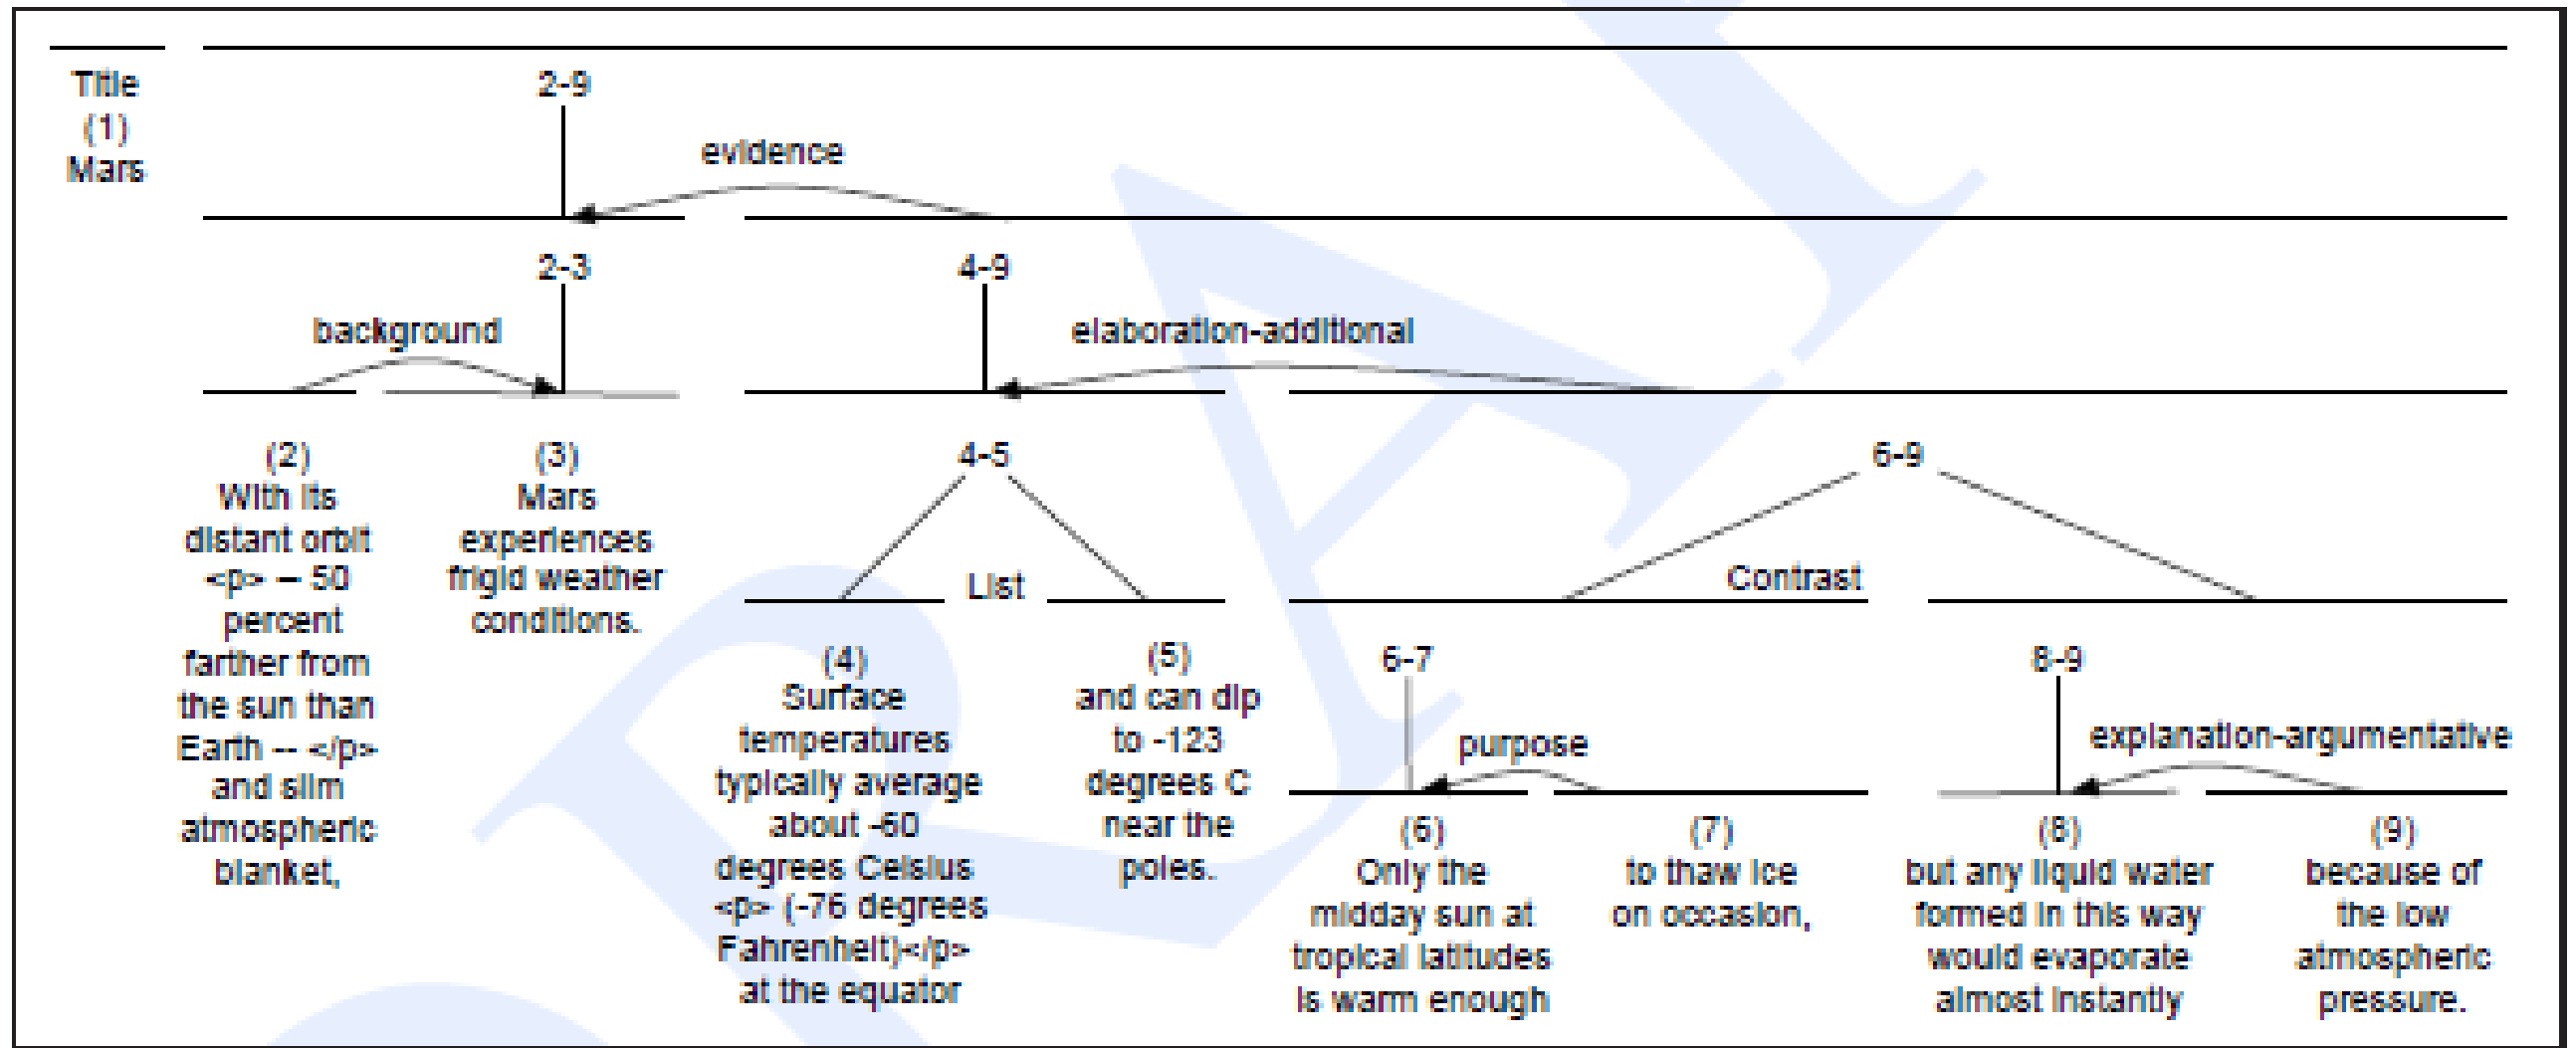 Title
(1)
Mars
2-9
evidence
2-3
4-9
background
elaboration-additional
(2)
With its
distant orbit
<p> -- 50
percent
farther from
the sun than
Earth -- </p>
and slim
atmospheric
blanket,
(3)
Mars
experiences
frigid weather
conditions.
4-5
6-9
List
Contrast
(4)
Surface
temperatures
typically average
about -60
degrees Celsius
<p> (-76 degrees
Fahrenheit)</p>
at the equator
(5)
and can dip
to -123
degrees C
near the
poles.
6-7
8-9
purpose
explanation-argumentative
(6)
Only the
midday sun at
tropical latitudes
is warm enough
(7)
to thaw ice
on occasion,
(8)
but any liquid water
formed in this way
would evaporate
almost instantly
(9)
because of
the low
atmospheric
pressure.